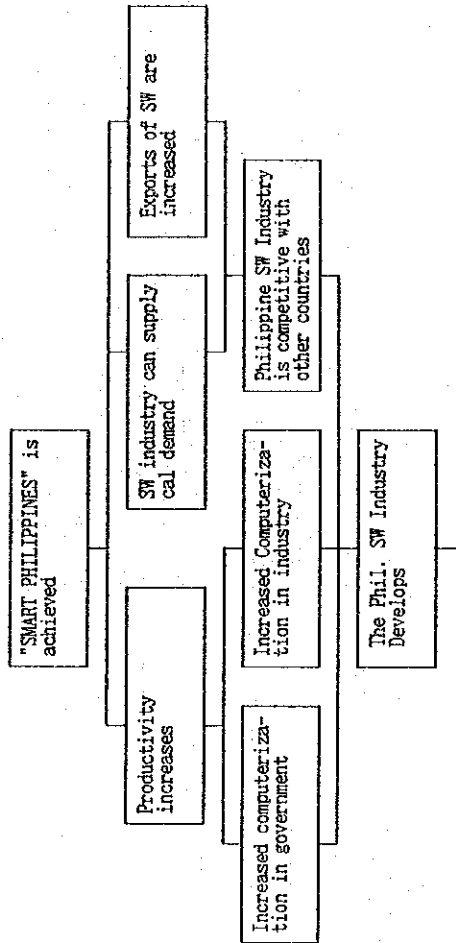 "SMART PHILIPPINES" is
achieved
Productivity
increases
SW industry can supply
cal demand
Exports of SW are
increased
Increased computeriza-
tion in government
Increased Computeriza-
tion in industry
Philippine SW Industry
is competitive with
other countries
The Phil. SW Industry
Develops